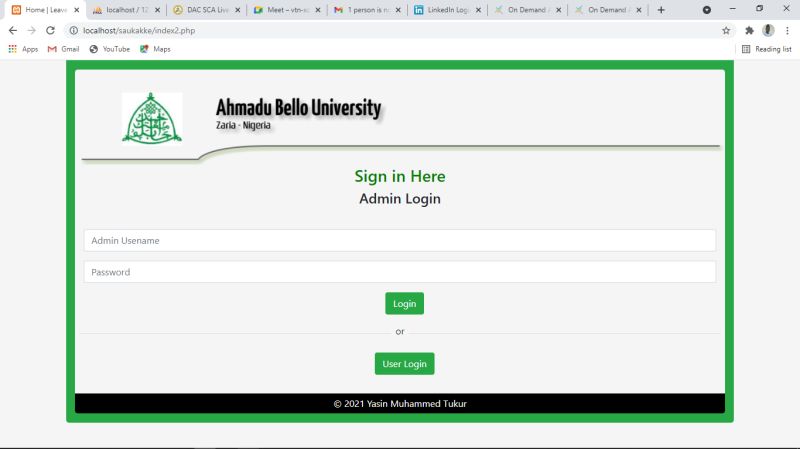 Home | Leave
localhost / 12
DAC SCA Live
Meet – vtn-
1 person is n
LinkedIn Logi
On Demand A
On Demand A
localhost/saukakke/index2.php
Apps Gmail YouTube Maps Reading list
Ahmadu Bello University
Zaria - Nigeria
Sign in Here
Admin Login
Admin Usename
Password
Login
or
User Login
© 2021 Yasin Muhammed Tukur